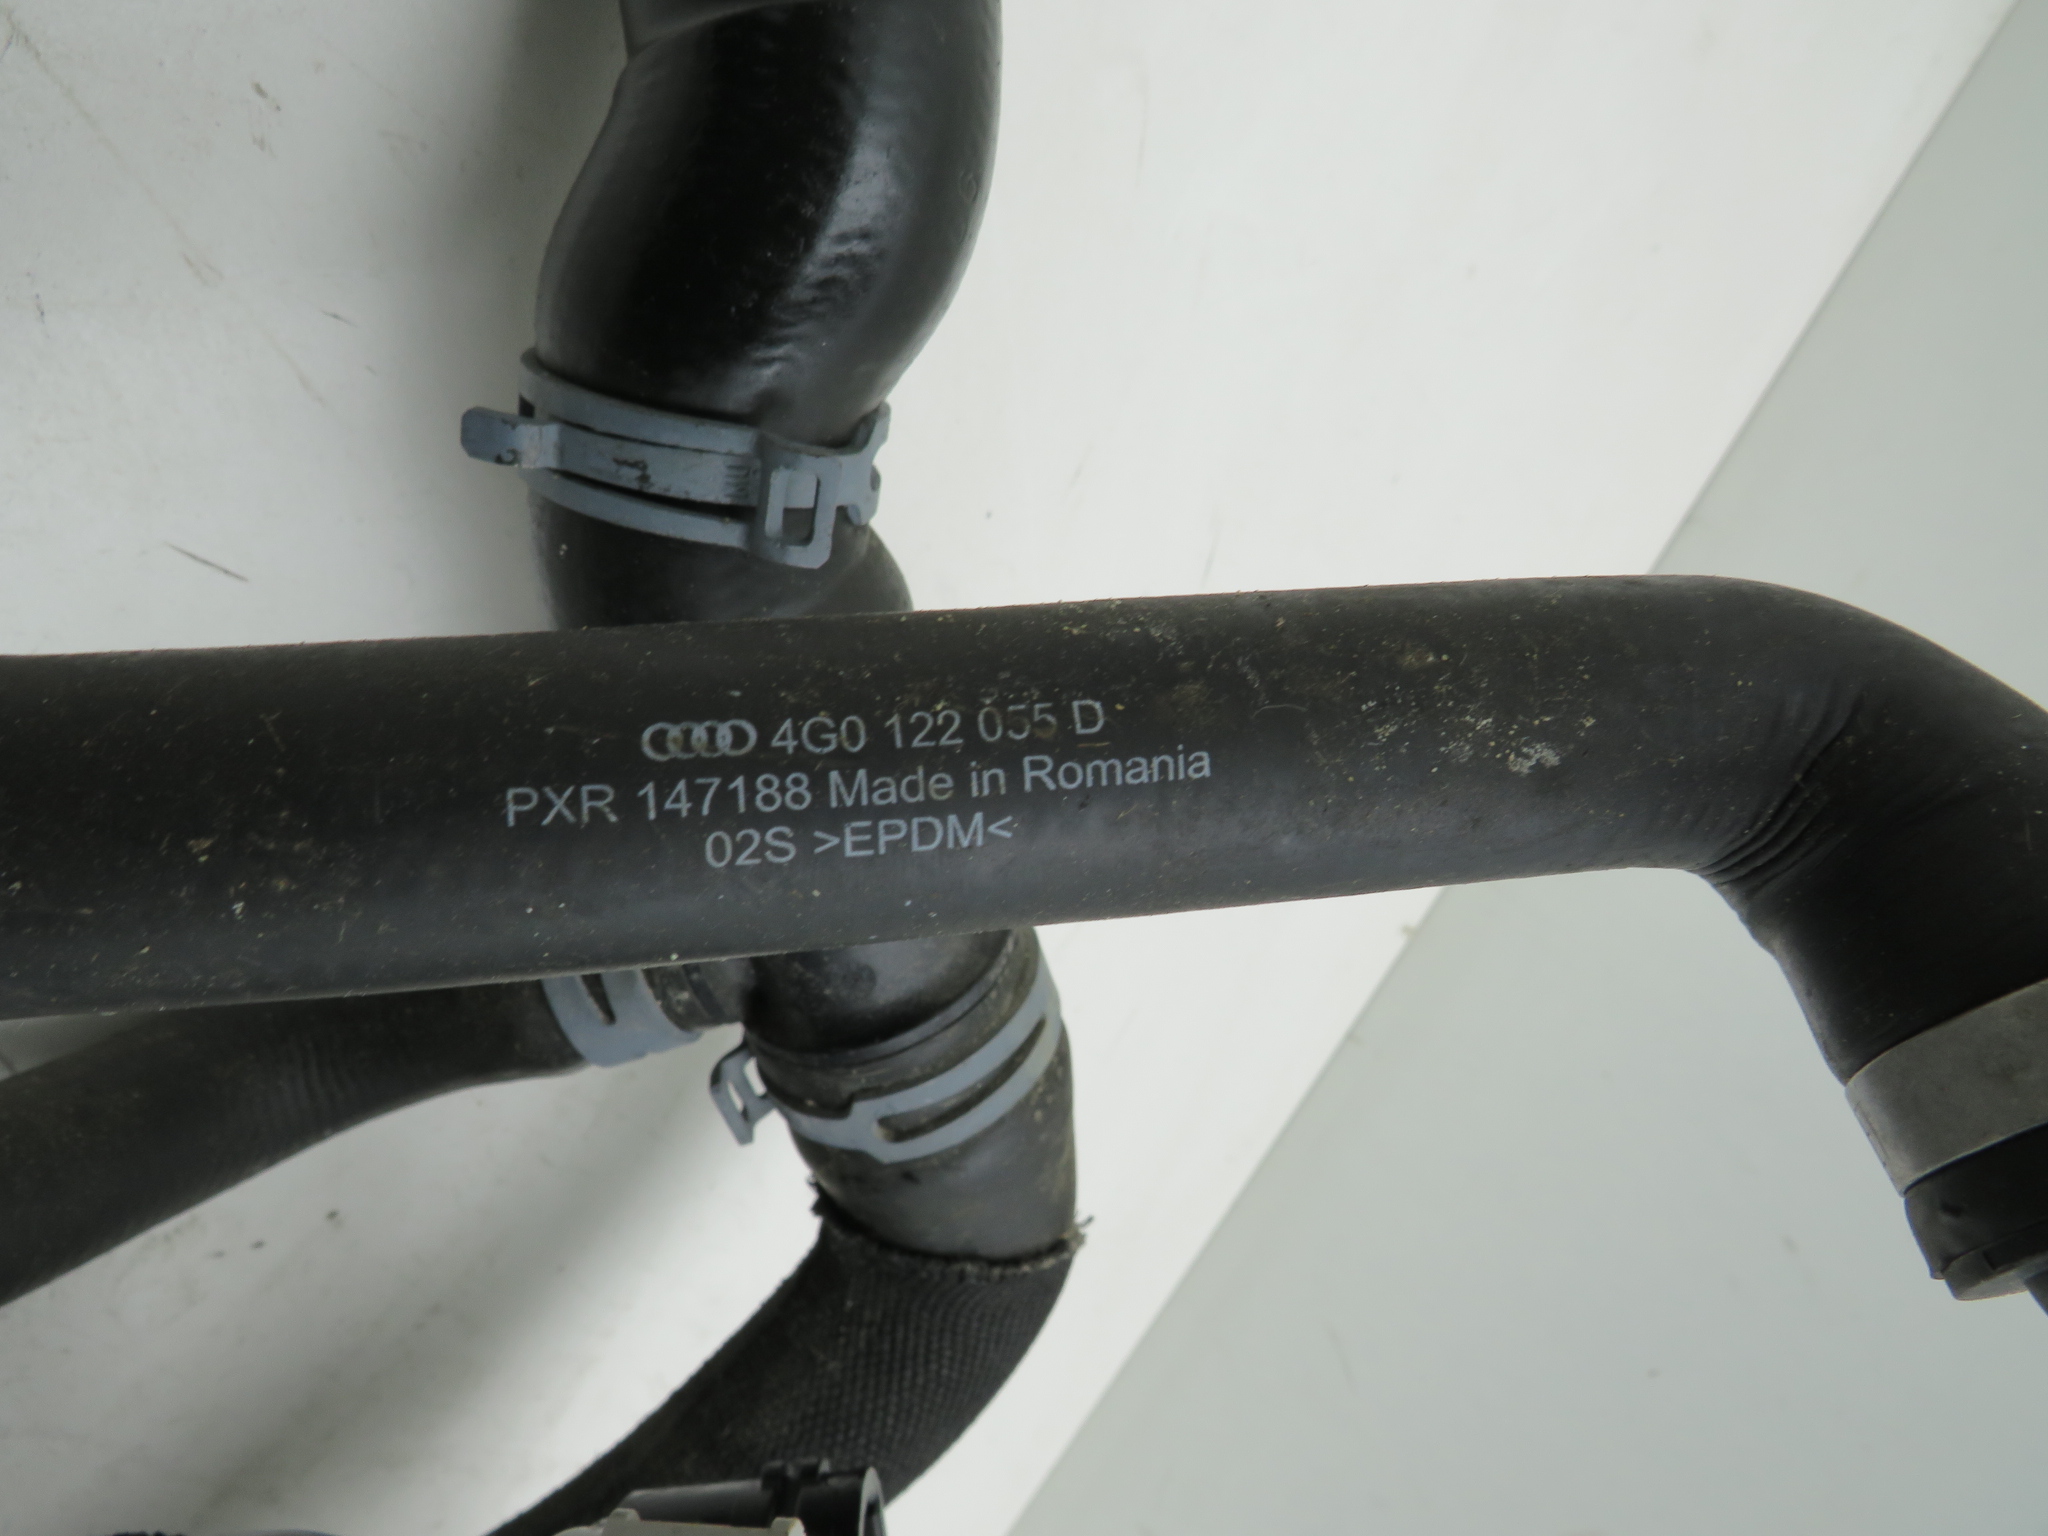 4G0 122 055 D
PXR 147188 Made in Romania
02S >EPDM<